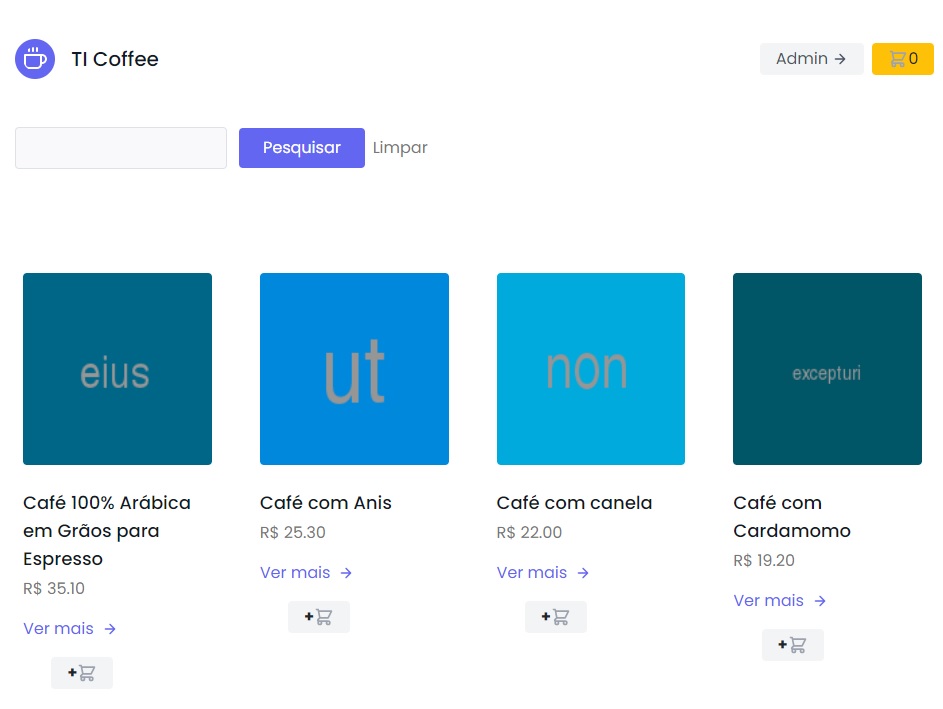 TI Coffee
Admin →
0
Pesquisar
Limpar
eius
ut
non
excepturi
Café 100% Arábica
em Grãos para
Espresso
R$ 35.10
Ver mais →
+
Café com Anis
R$ 25.30
Ver mais →
+
Café com canela
R$ 22.00
Ver mais →
+
Café com
Cardamomo
R$ 19.20
Ver mais →
+